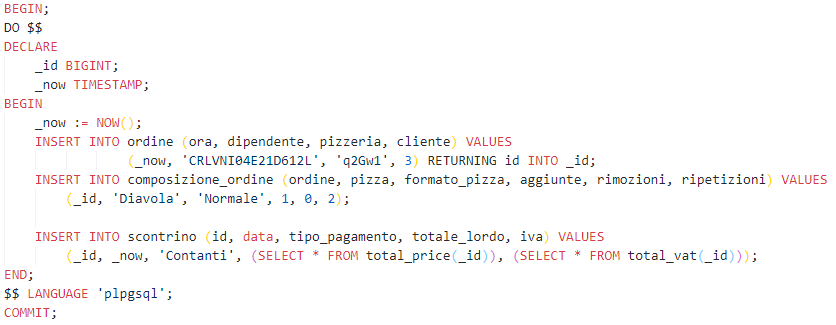 BEGIN;
DO $$
DECLARE
    _id BIGINT;
    _now TIMESTAMP;
BEGIN
    _now := NOW();
    INSERT INTO ordine (ora, dipendente, pizzeria, cliente) VALUES
                (_now, 'CRLVNI04E21D612L', 'q2Gw1', 3) RETURNING id INTO _id;
    INSERT INTO composizione_ordine (ordine, pizza, formato_pizza, aggiunte, rimozioni, ripetizioni) VALUES
        (_id, 'Diavola', 'Normale', 1, 0, 2);

    INSERT INTO scontrino (id, data, tipo_pagamento, totale_lordo, iva) VALUES
        (_id, _now, 'Contanti', (SELECT * FROM total_price(_id)), (SELECT * FROM total_vat(_id)));
END;
$$ LANGUAGE 'plpgsql';
COMMIT;